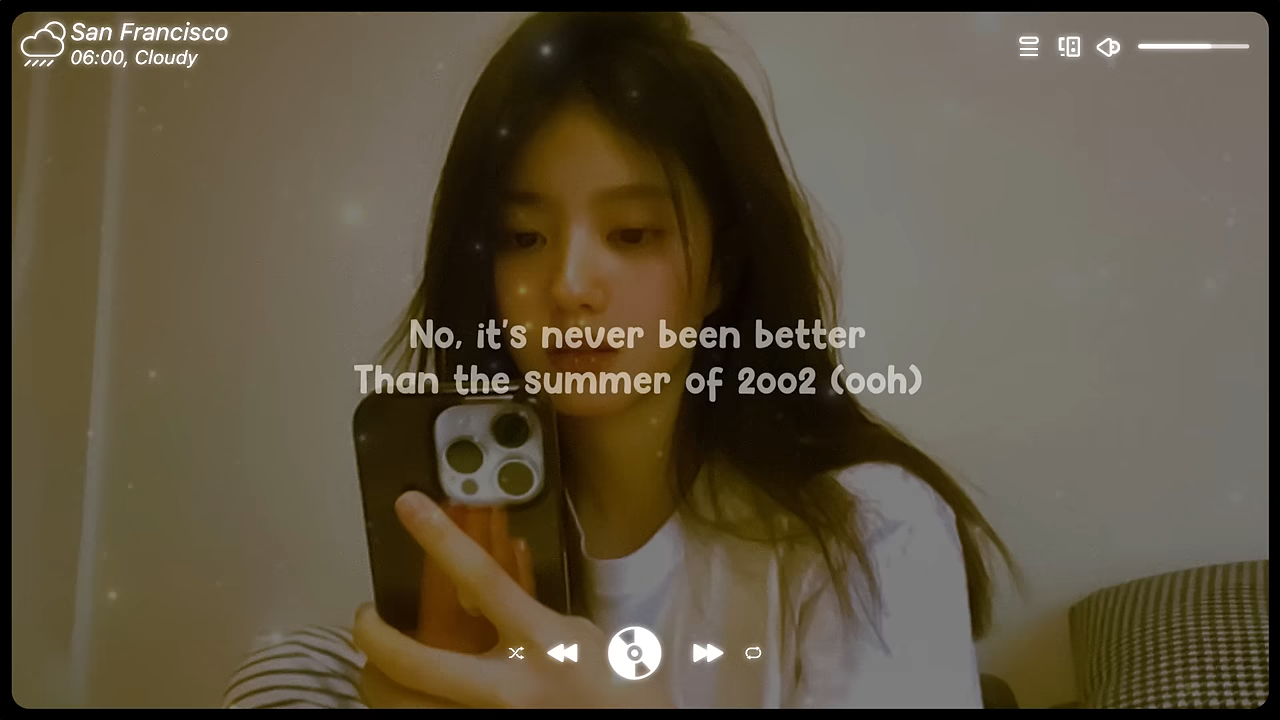 San Francisco
06:00, Cloudy
No, it's never been better
Than the summer of 2002 (ooh)